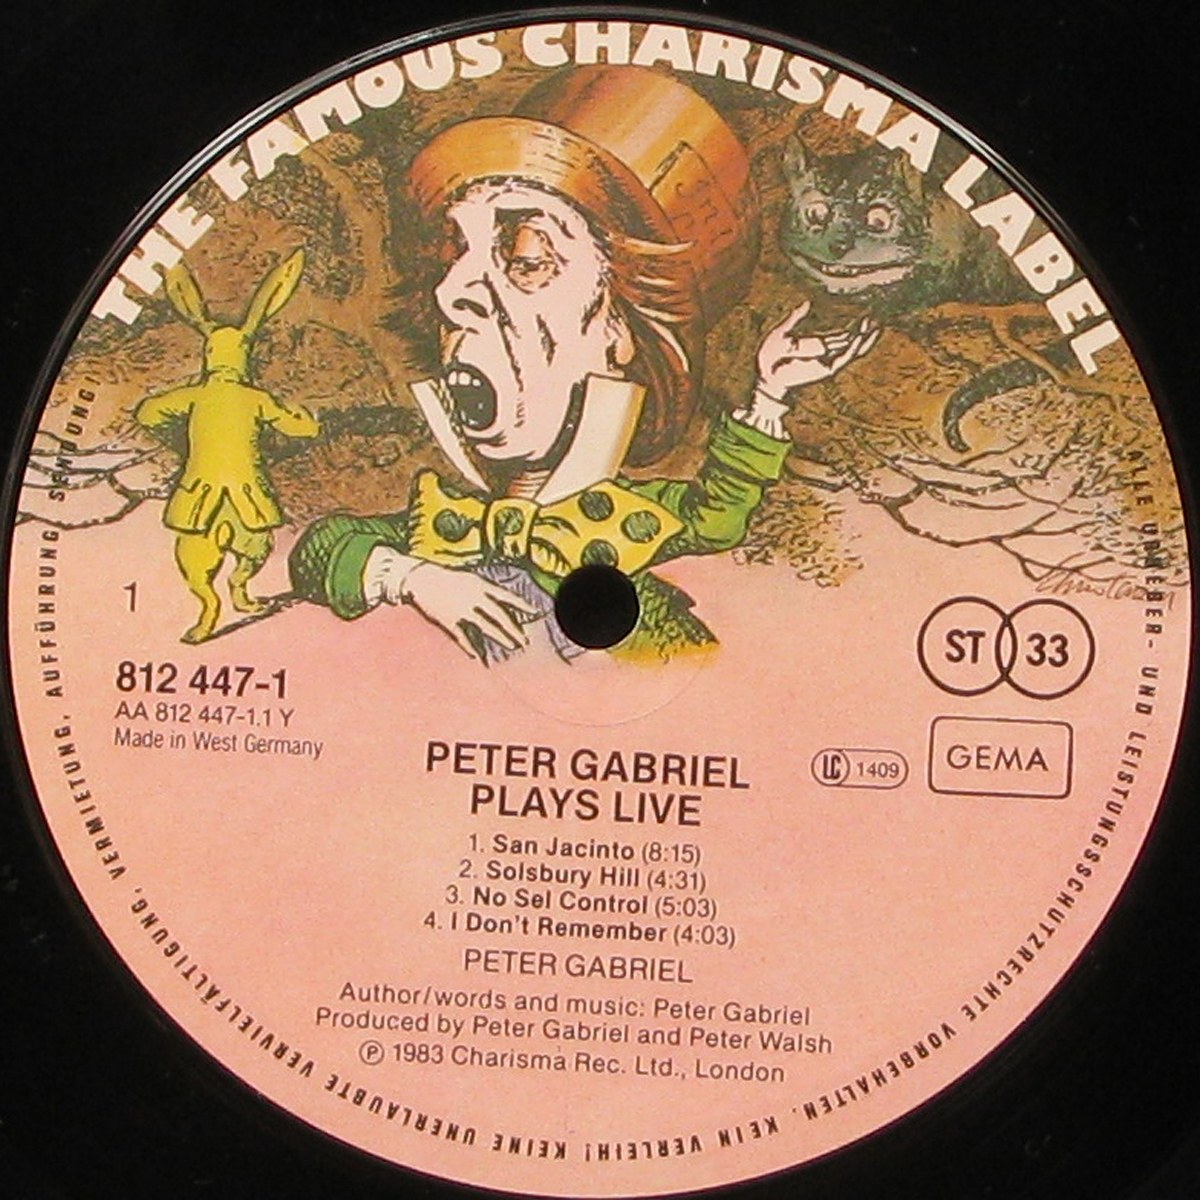 THE FAMOUS CHARISMA LABEL
1
812 447-1
AA 812 447-1.1 Y
Made in West Germany
ST 33
LC 1409
GEMA
PETER GABRIEL
PLAYS LIVE
1. San Jacinto (8:15)
2. Solsbury Hill (4:31)
3. No Sel Control (5:03)
4. I Don't Remember (4:03)
PETER GABRIEL
Author/words and music: Peter Gabriel
Produced by Peter Gabriel and Peter Walsh
Ⓟ 1983 Charisma Rec. Ltd., London
ALLE URHEBER- UND LEISTUNGSSCHUTZRECHTE VORBEHALTEN. KEIN VERLEIH! KEINE UNERLAUBTE VERVIELFÄLTIGUNG, VERMIETUNG, AUFFÜHRUNG, SENDUNG!